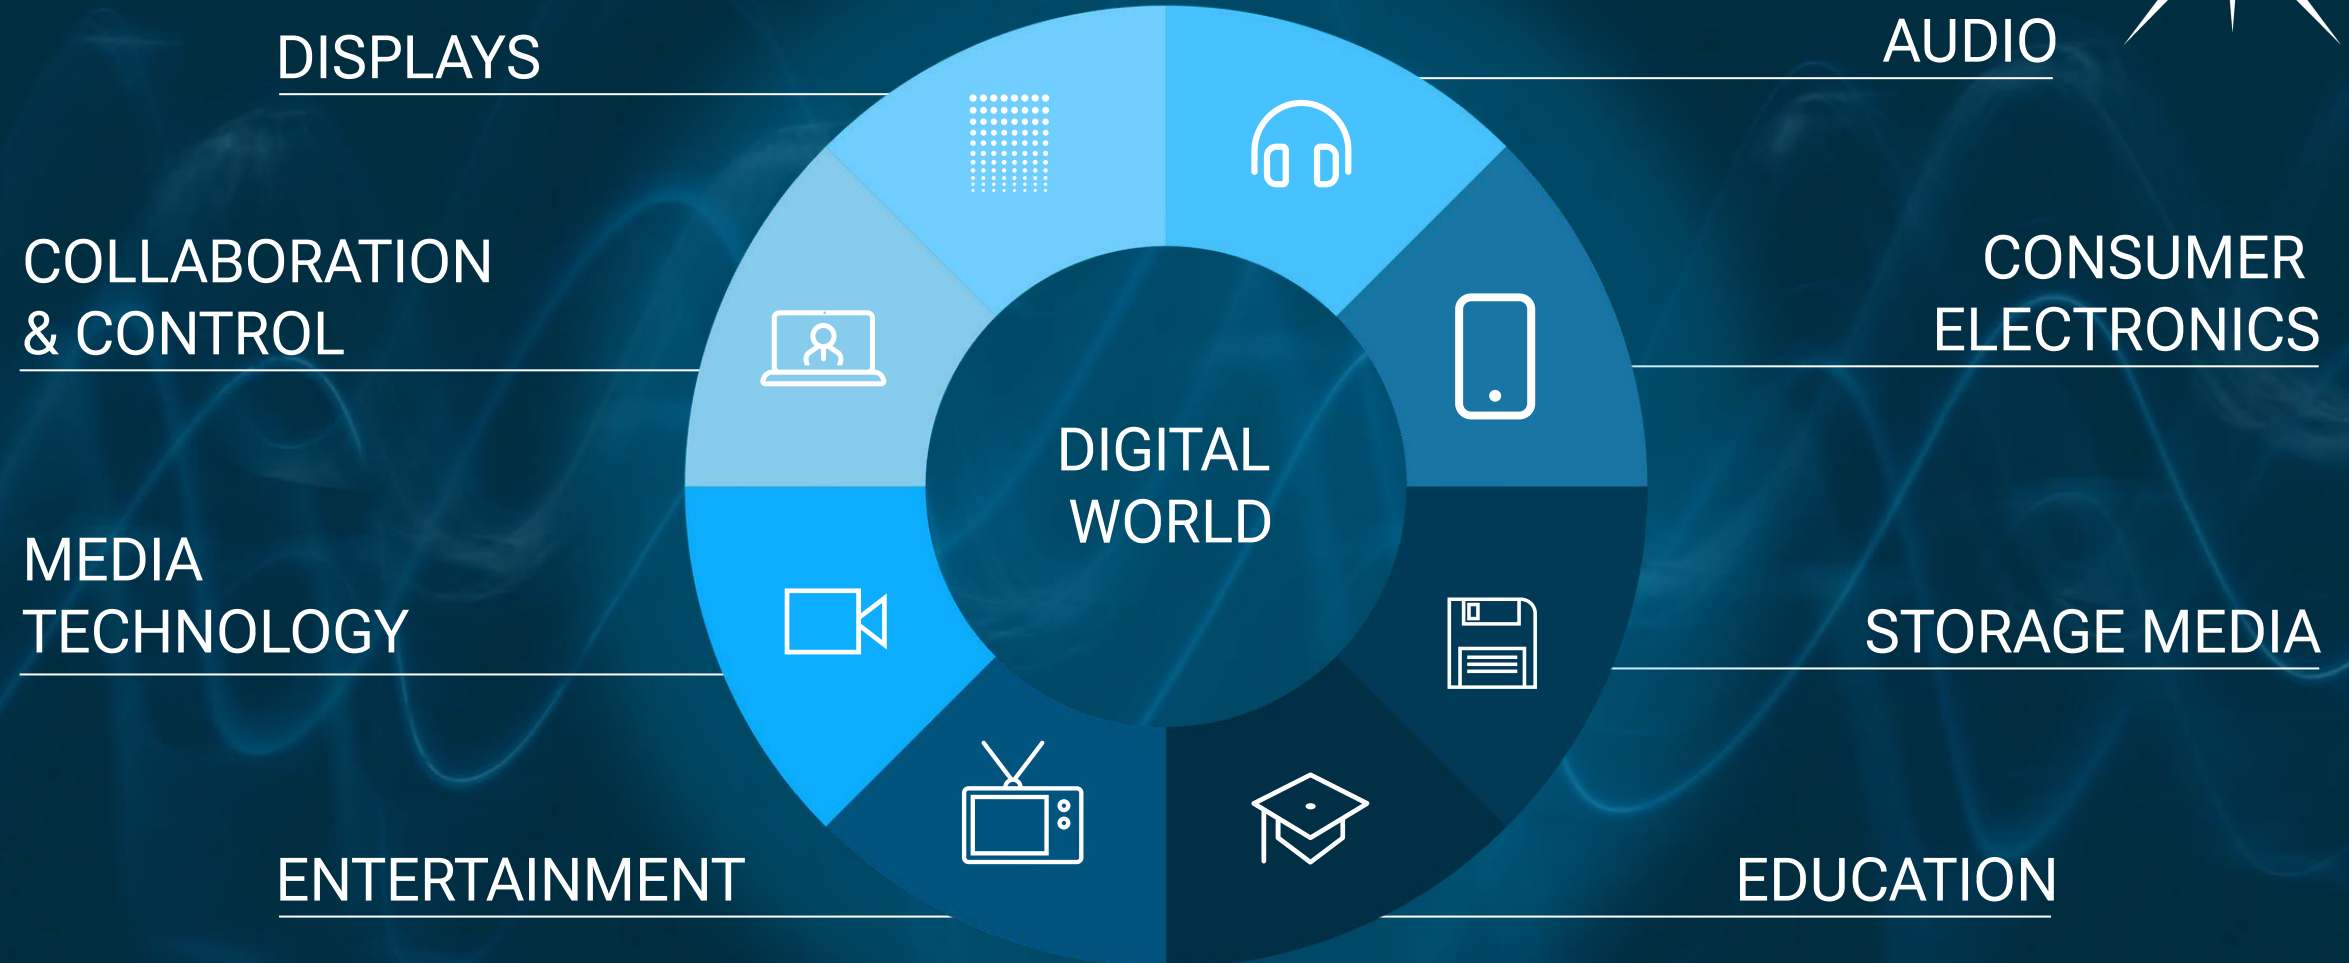 DISPLAYS
AUDIO
COLLABORATION
& CONTROL
CONSUMER
ELECTRONICS
DIGITAL
WORLD
MEDIA
TECHNOLOGY
STORAGE MEDIA
ENTERTAINMENT
EDUCATION